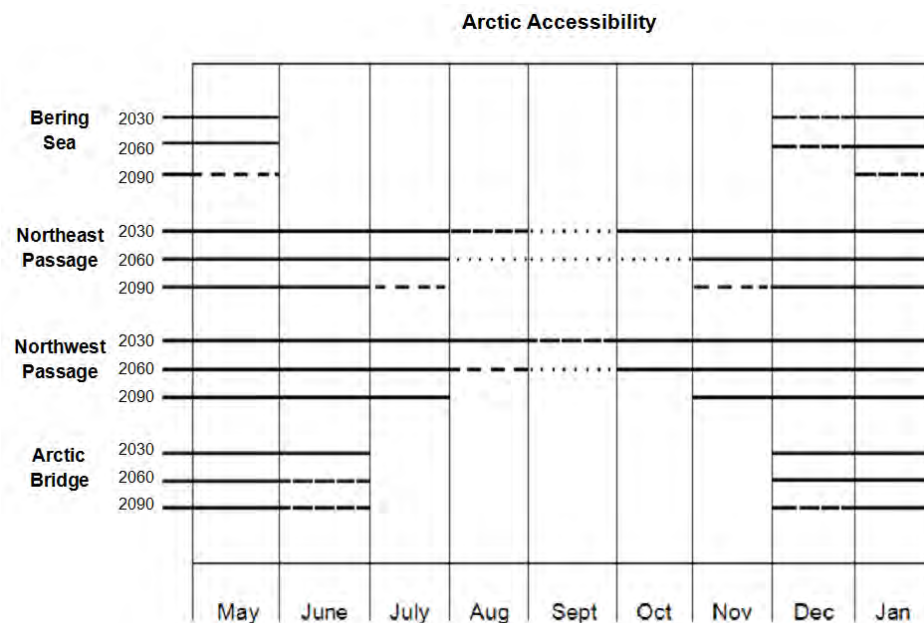 Arctic Accessibility
Bering
Sea
2030
2060
2090
Northeast
Passage
2030
2060
2090
Northwest
Passage
2030
2060
2090
Arctic
Bridge
2030
2060
2090
May June July Aug Sept Oct Nov Dec Jan